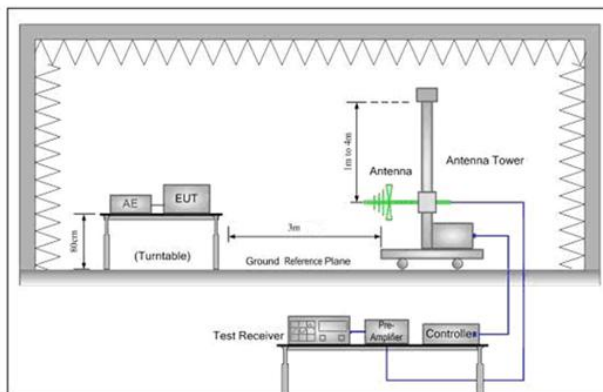 1m to 4m
Antenna
Antenna Tower
AE
EUT
80cm
(Turntable)
3m
Ground Reference Plane
Test Receiver
Pre-
Amplifier
Controller